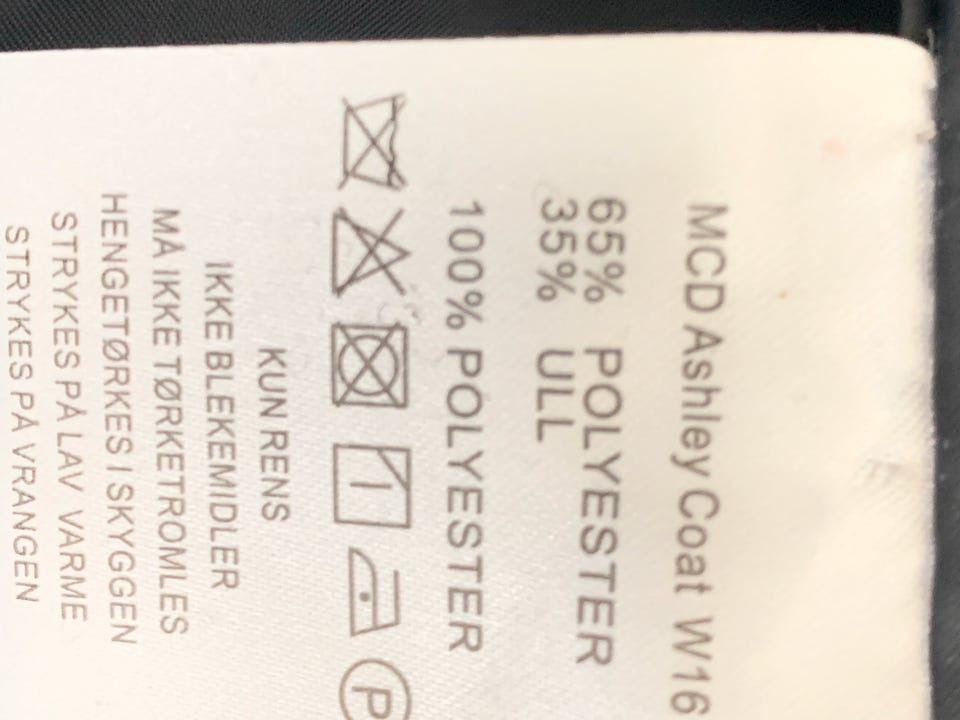 MCD Ashley Coat W16
65% POLYESTER
35% ULL
100% POLYESTER
P
KUN RENS
IKKE BLEKEMIDLER
MÅ IKKE TØRKETROMLES
HENGETØRKES I SKYGGEN
STRYKES PÅ LAV VARME
STRYKES PÅ VRANGEN